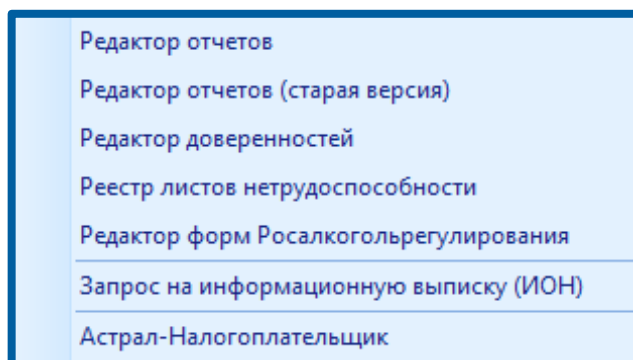 Редактор отчетов
Редактор отчетов (старая версия)
Редактор доверенностей
Реестр листов нетрудоспособности
Редактор форм Росалкогольрегулирования
Запрос на информационную выписку (ИОН)
Астрал-Налогоплательщик